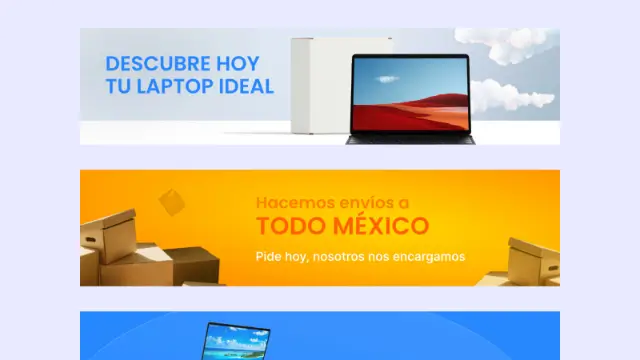 DESCUBRE HOY
TU LAPTOP IDEAL
Hacemos envíos a
TODO MÉXICO
Pide hoy, nosotros nos encargamos